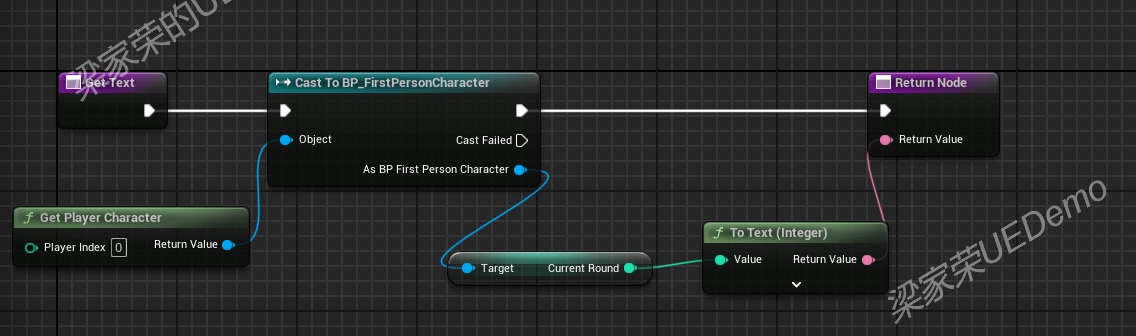 梁家荣的UE
Get Text
Cast To BP_FirstPersonCharacter
Return Node
Object
Cast Failed
Return Value
As BP First Person Character
Get Player Character
Player Index 0
Return Value
To Text (Integer)
Target
Current Round
Value
Return Value
梁家荣UEDemo